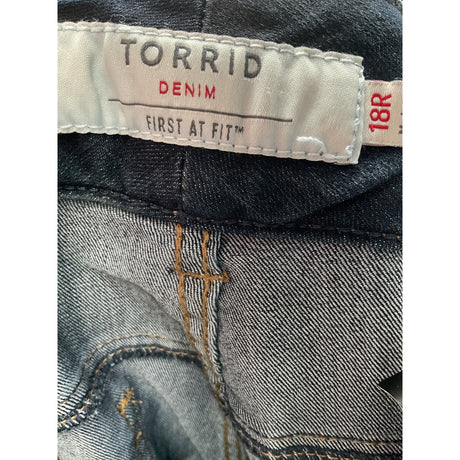 TORRID
DENIM
FIRST AT FIT™
18R